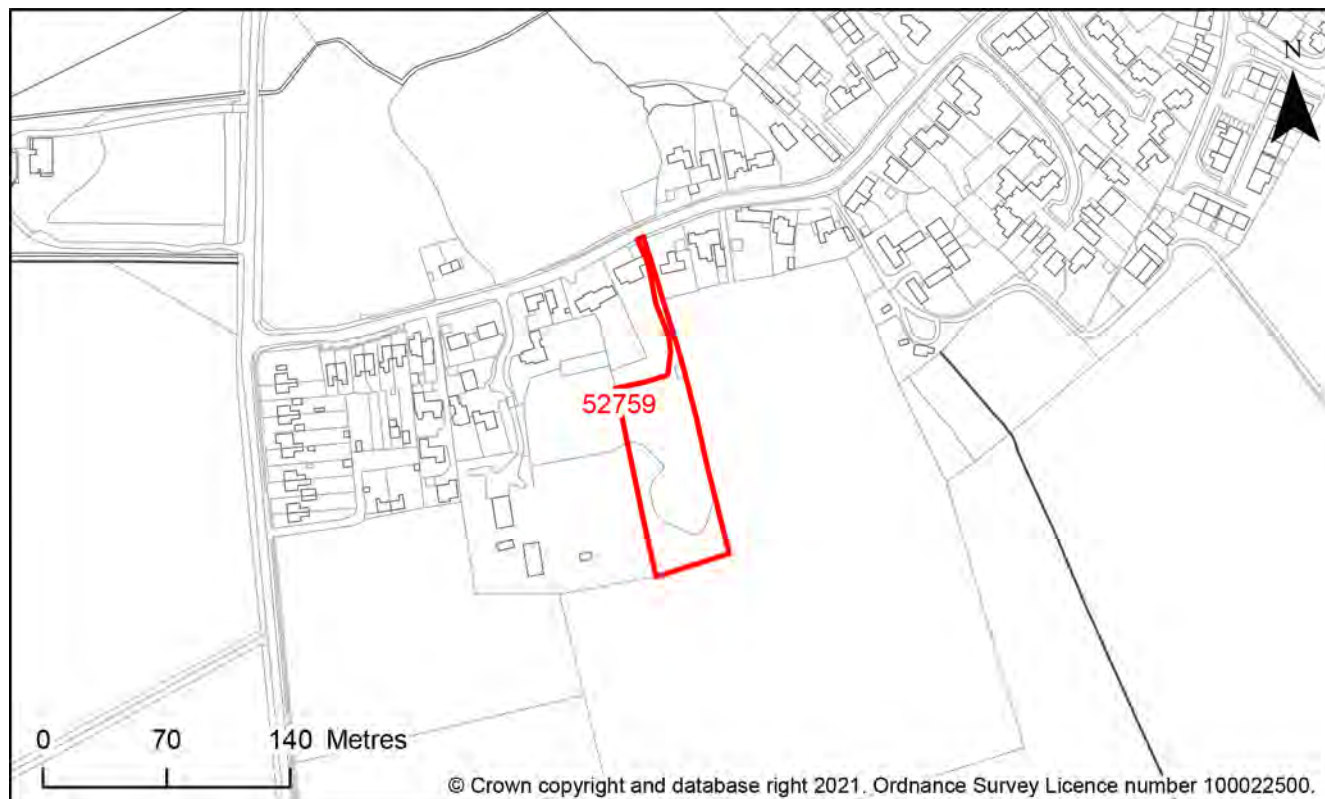 N
52759
0 70 140 Metres
© Crown copyright and database right 2021. Ordnance Survey Licence number 100022500.